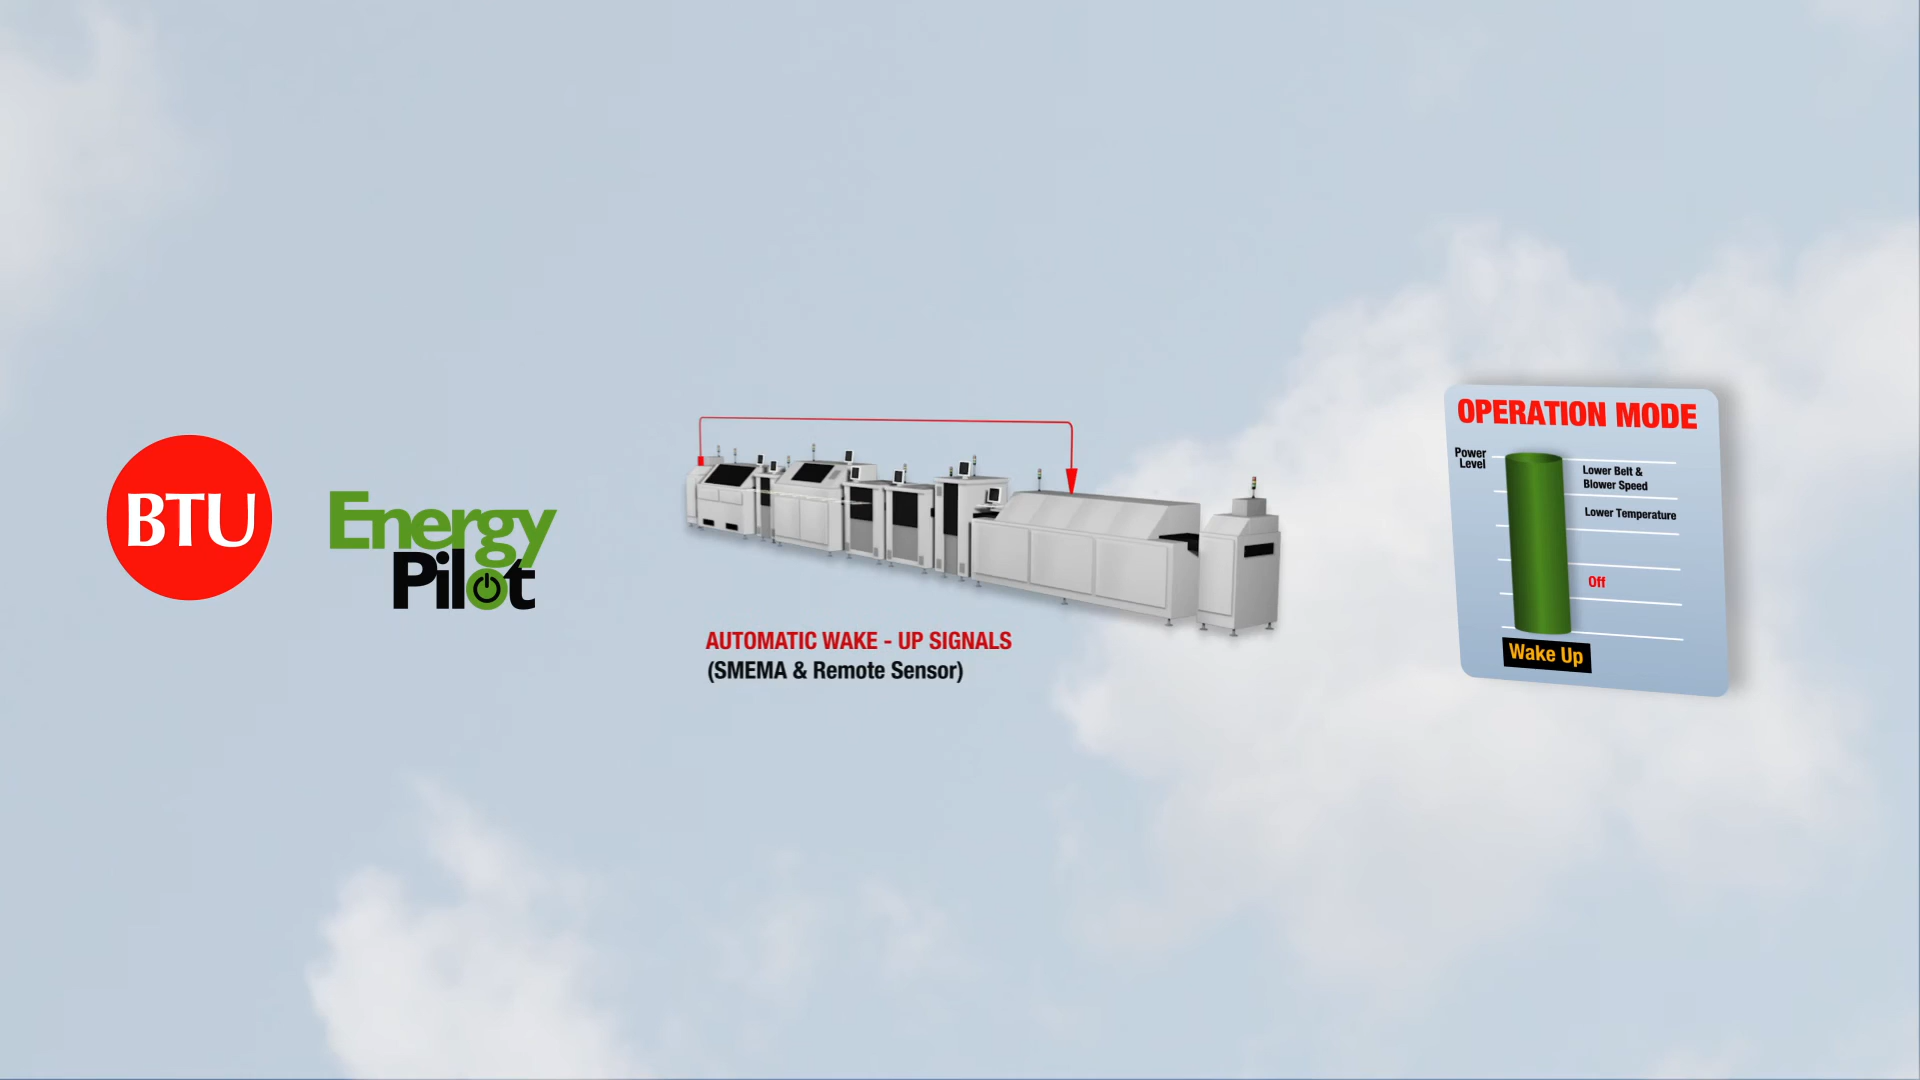 BTU
Energy
Pilot
AUTOMATIC WAKE - UP SIGNALS
(SMEMA & Remote Sensor)
OPERATION MODE
Power
Level
Lower Belt &
Blower Speed
Lower Temperature
Off
Wake Up